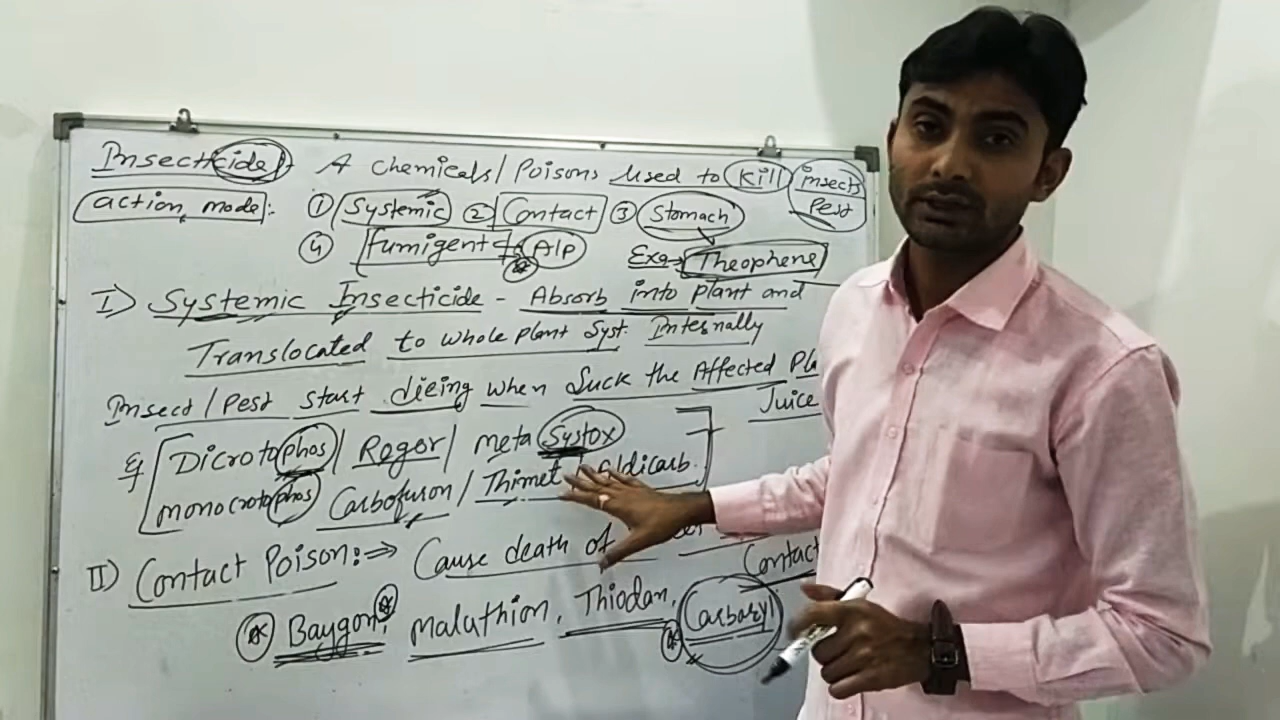 Insecticide:- A chemicals/Poisons used to Kill insects
Pest
action mode:- ① Systemic ② Contact ③ Stomach
④ fumigent Alp Exa Theophene
I) Systemic Insecticide - Absorb into plant and
Translocated to whole plant Syst. Internally
Insect/Pest start dieing when Suck the Affected Pla
Juice
Eg Dicrotophos/ Rogor/ meta Systox
monocrotophos Carbofuron / Thimet / Aldicarb.
II) Contact Poison:⇒ Cause death of
Contact
Baygon, malathion, Thiodan, Carbaryl